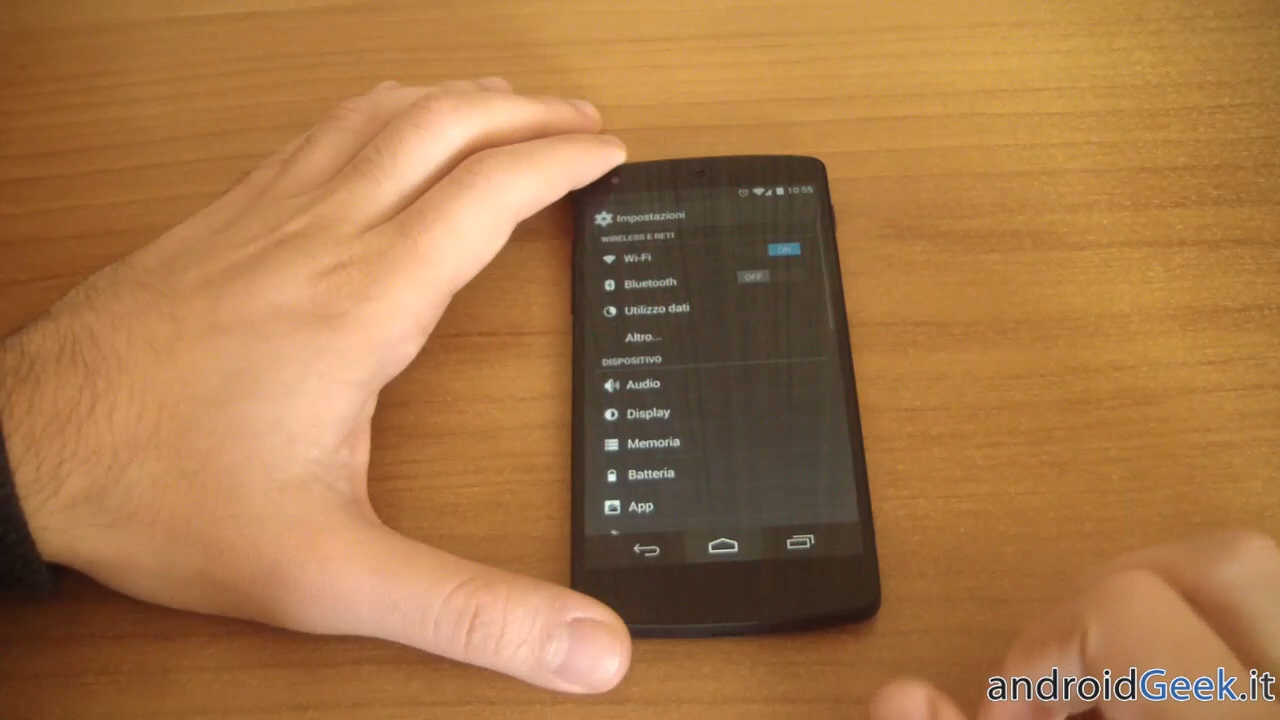 10:55
Impostazioni
WIRELESS E RETI
Wi-Fi
ON
Bluetooth
OFF
Utilizzo dati
Altro...
DISPOSITIVO
Audio
Display
Memoria
Batteria
App
androidGeek.it